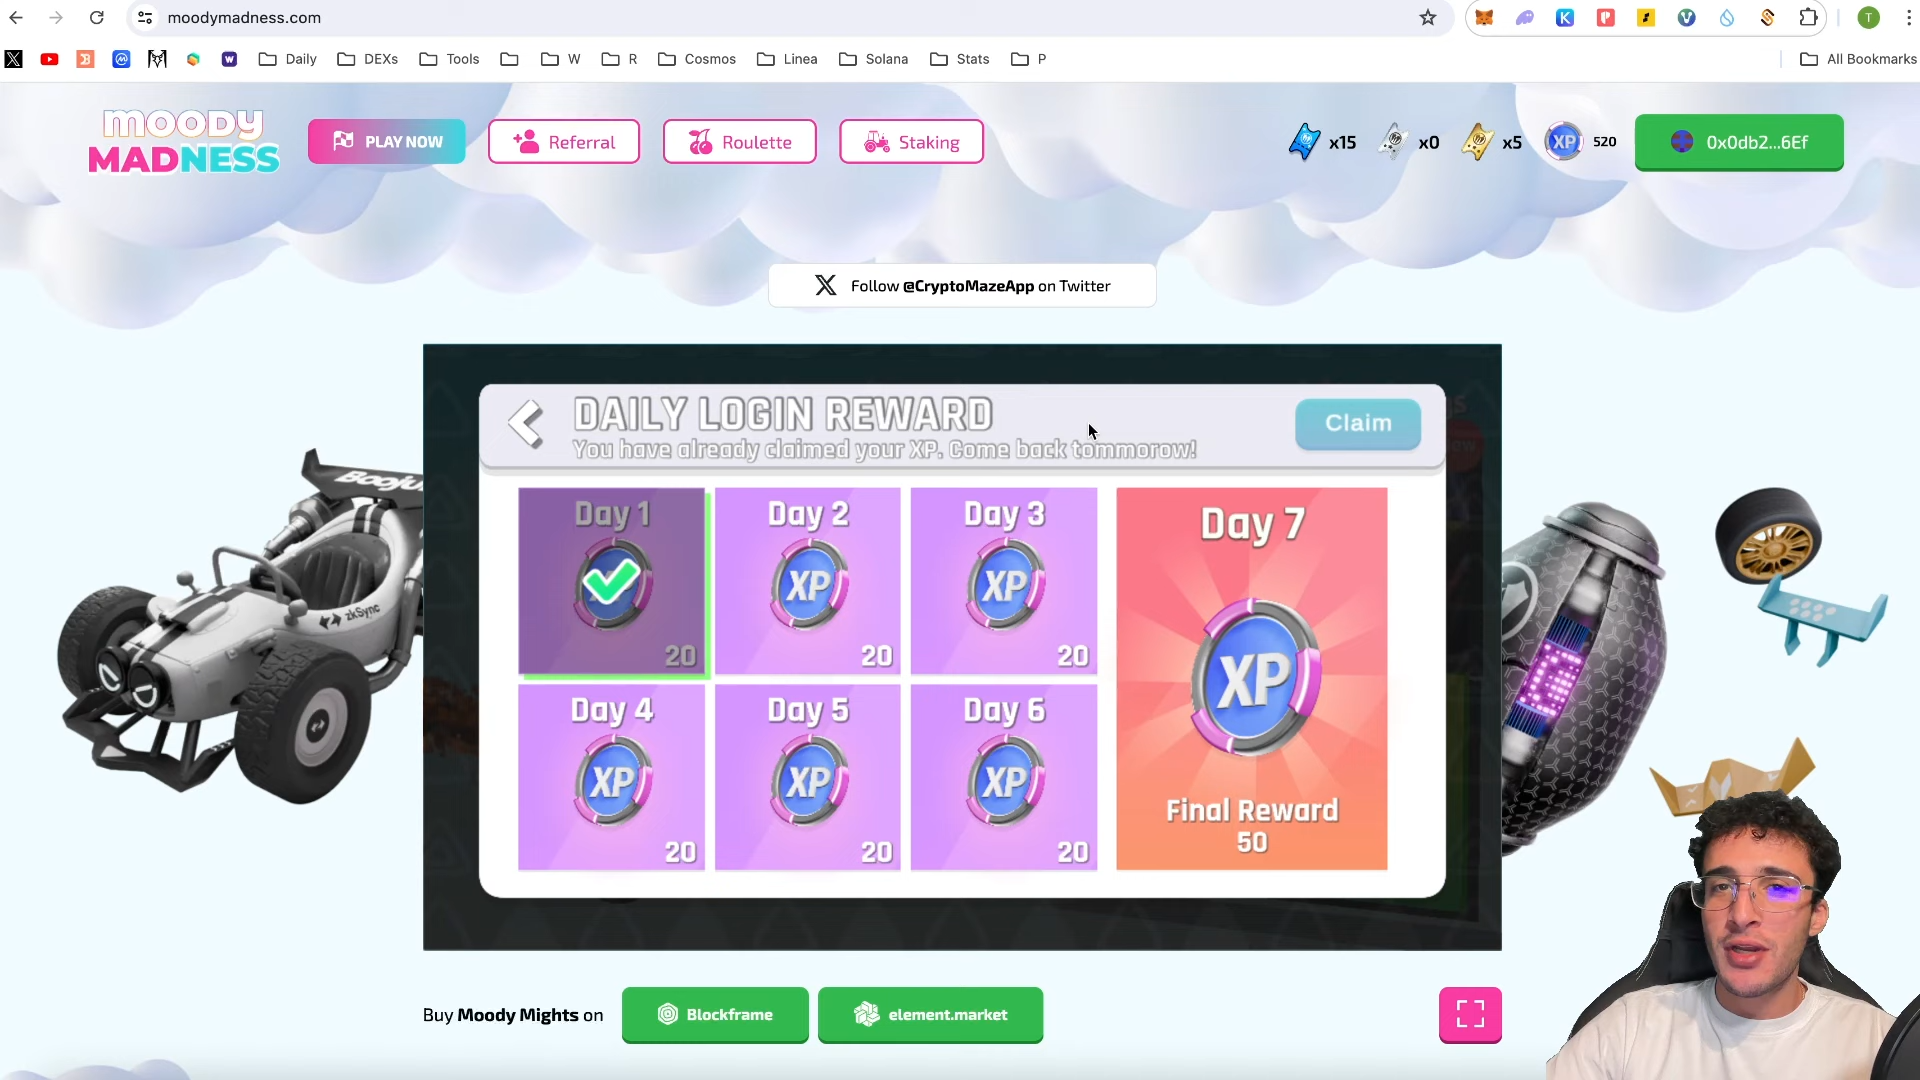 moodymadness.com
Daily
DEXs
Tools
W
R
Cosmos
Linea
Solana
Stats
P
All Bookmarks
T
moody
MADNESS
PLAY NOW
Referral
Roulette
Staking
x15
x0
x5
XP
520
0x0db2...6Ef
Follow @CryptoMazeApp on Twitter
DAILY LOGIN REWARD
You have already claimed your XP. Come back tommorow!
Claim
Day 1
20
Day 2
XP
20
Day 3
XP
20
Day 4
XP
20
Day 5
XP
20
Day 6
XP
20
Day 7
XP
Final Reward
50
zkSync
Buy Moody Mights on
Blockframe
element.market